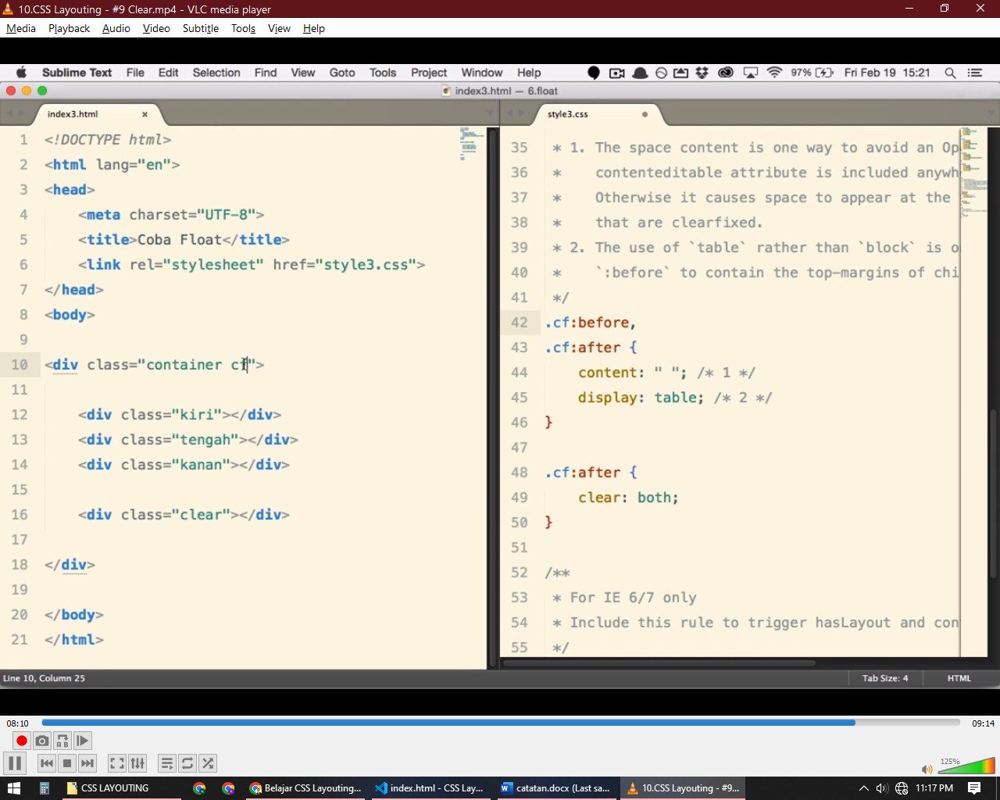 10.CSS Layouting - #9 Clear.mp4 - VLC media player
Media Playback Audio Video Subtitle Tools View Help
Sublime Text File Edit Selection Find View Goto Tools Project Window Help 97% Fri Feb 19 15:21
index3.html — 6.float
index3.html
1 <!DOCTYPE html>
2 <html lang="en">
3 <head>
4 <meta charset="UTF-8">
5 <title>Coba Float</title>
6 <link rel="stylesheet" href="style3.css">
7 </head>
8 <body>
9
10 <div class="container cf">
11
12 <div class="kiri"></div>
13 <div class="tengah"></div>
14 <div class="kanan"></div>
15
16 <div class="clear"></div>
17
18 </div>
19
20 </body>
21 </html>
style3.css
35 * 1. The space content is one way to avoid an Op
36 * contenteditable attribute is included anywh
37 * Otherwise it causes space to appear at the
38 * that are clearfixed.
39 * 2. The use of `table` rather than `block` is o
40 * `:before` to contain the top-margins of chi
41 */
42 .cf:before,
43 .cf:after {
44 content: " "; /* 1 */
45 display: table; /* 2 */
46 }
47
48 .cf:after {
49 clear: both;
50 }
51
52 /**
53 * For IE 6/7 only
54 * Include this rule to trigger hasLayout and con
55 */
Line 10, Column 25 Tab Size: 4 HTML
08:10 09:14
125%
CSS LAYOUTING Belajar CSS Layouting... index.html - CSS Lay... catatan.docx (Last sa... 10.CSS Layouting - #9... 11:17 PM